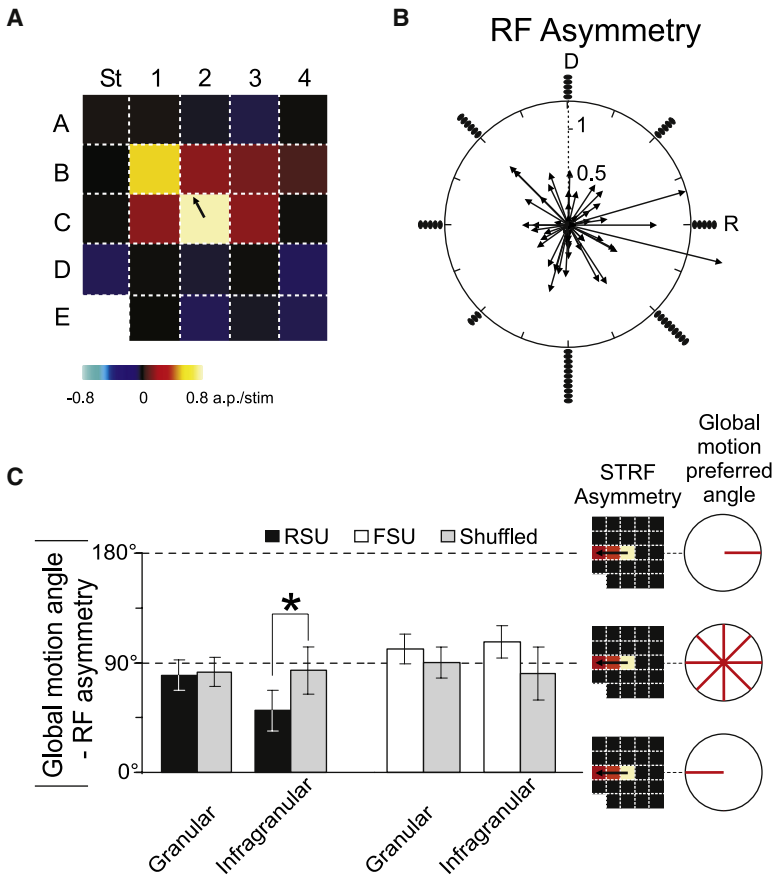 A
St 1 2 3 4
A
B
C
D
E
-0.8 0 0.8 a.p./stim
B
RF Asymmetry
D
1
0.5
R
C
RSU FSU Shuffled
*
Global motion angle
- RF asymmetry
180°
90°
0°
Granular
Infragranular
Granular
Infragranular
STRF
Asymmetry
Global
motion
preferred
angle